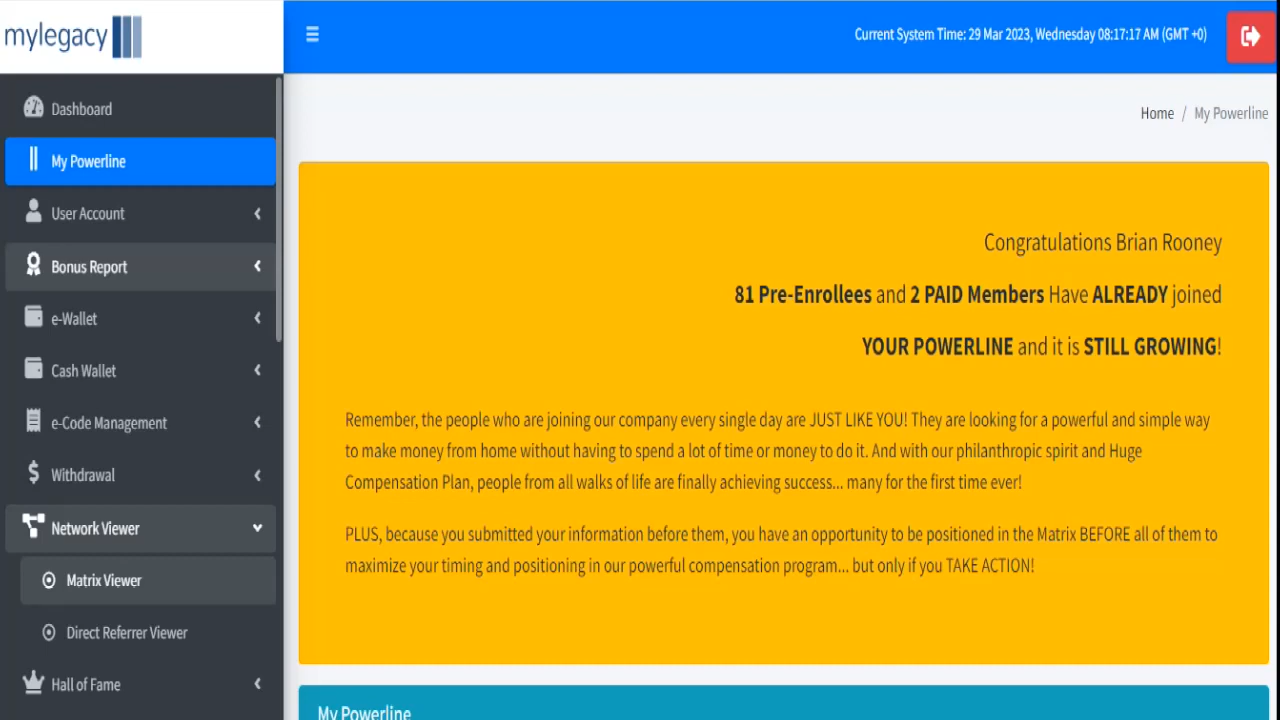 mylegacy
Current System Time: 29 Mar 2023, Wednesday 08:17:17 AM (GMT +0)
Dashboard
My Powerline
User Account
Bonus Report
e-Wallet
Cash Wallet
e-Code Management
Withdrawal
Network Viewer
Matrix Viewer
Direct Referrer Viewer
Hall of Fame
Home / My Powerline
Congratulations Brian Rooney
81 Pre-Enrollees and 2 PAID Members Have ALREADY joined
YOUR POWERLINE and it is STILL GROWING!
Remember, the people who are joining our company every single day are JUST LIKE YOU! They are looking for a powerful and simple way
to make money from home without having to spend a lot of time or money to do it. And with our philanthropic spirit and Huge
Compensation Plan, people from all walks of life are finally achieving success... many for the first time ever!
PLUS, because you submitted your information before them, you have an opportunity to be positioned in the Matrix BEFORE all of them to
maximize your timing and positioning in our powerful compensation program... but only if you TAKE ACTION!
My Powerline